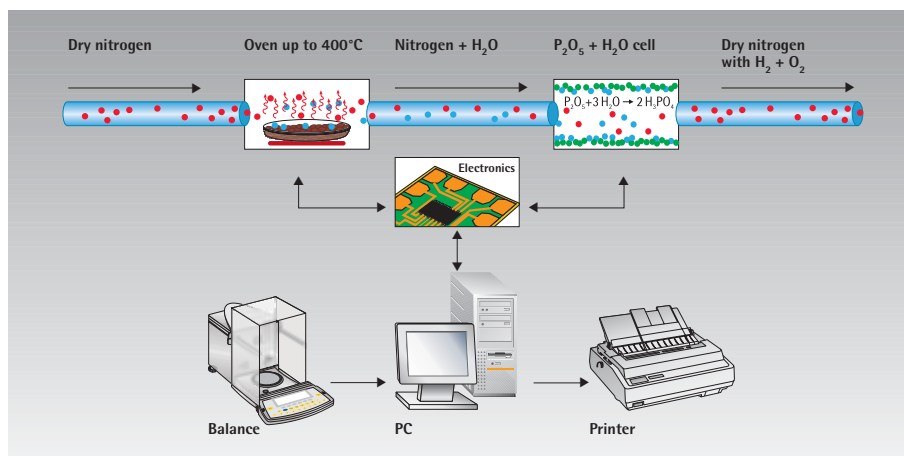 Dry nitrogen
Oven up to 400°C
Nitrogen + H₂O
P₂O₅ + H₂O cell
Dry nitrogen
with H₂ + O₂
P₂O₅+3 H₂O → 2 H₃PO₄
Electronics
Balance
PC
Printer